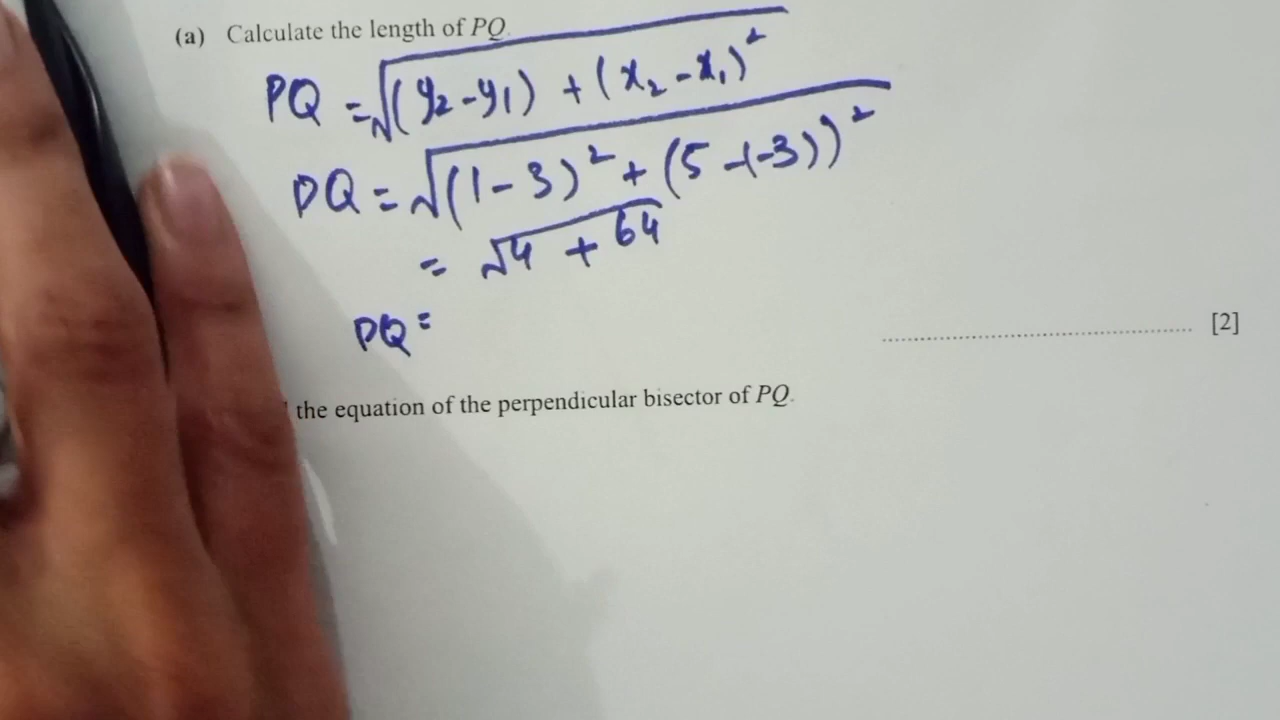 (a) Calculate the length of PQ.
PQ = √((y₂-y₁) + (x₂-x₁)²
PQ = √((1-3)² + (5-(-3))²
= √4 + 64
PQ =
[2]
the equation of the perpendicular bisector of PQ.